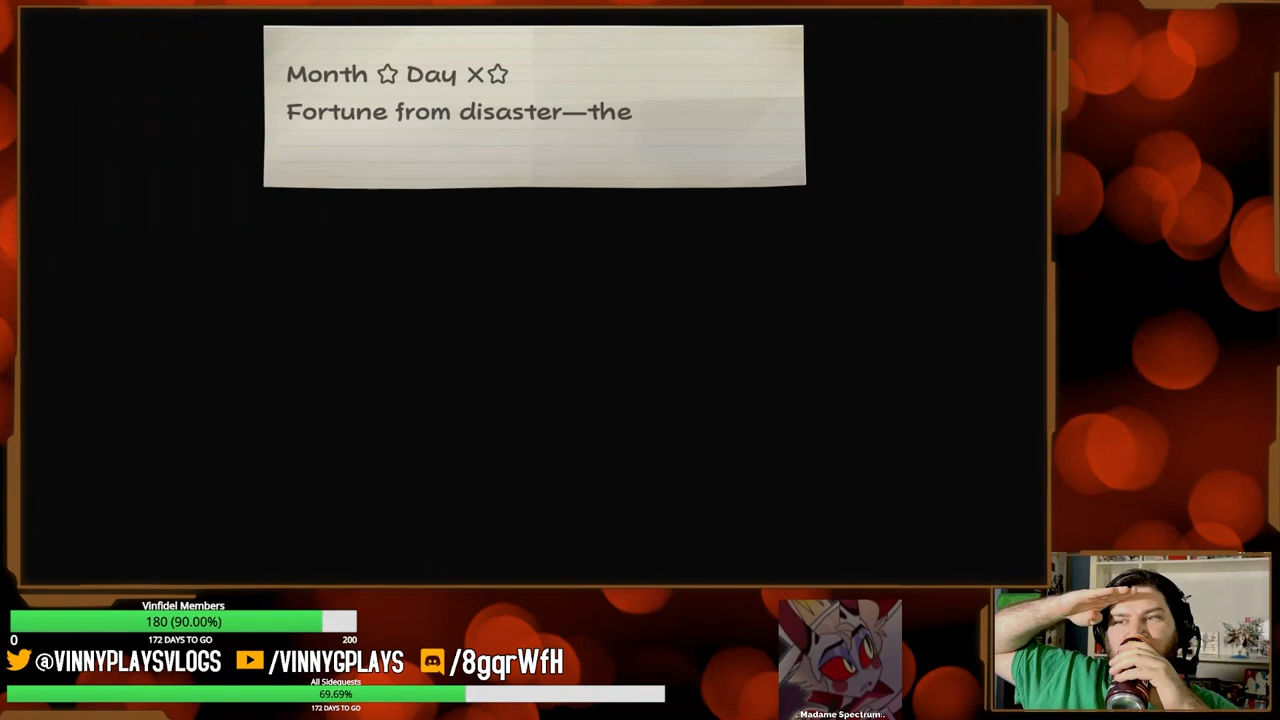 Month ☆ Day X☆
Fortune from disaster—the
Vinfidel Members
180 (90.00%)
0 172 DAYS TO GO 200
@VINNYPLAYSVLOGS /VINNYGPLAYS /8gqrWfH
All Sidequests
69.69%
172 DAYS TO GO
. Madame Spectrum:.